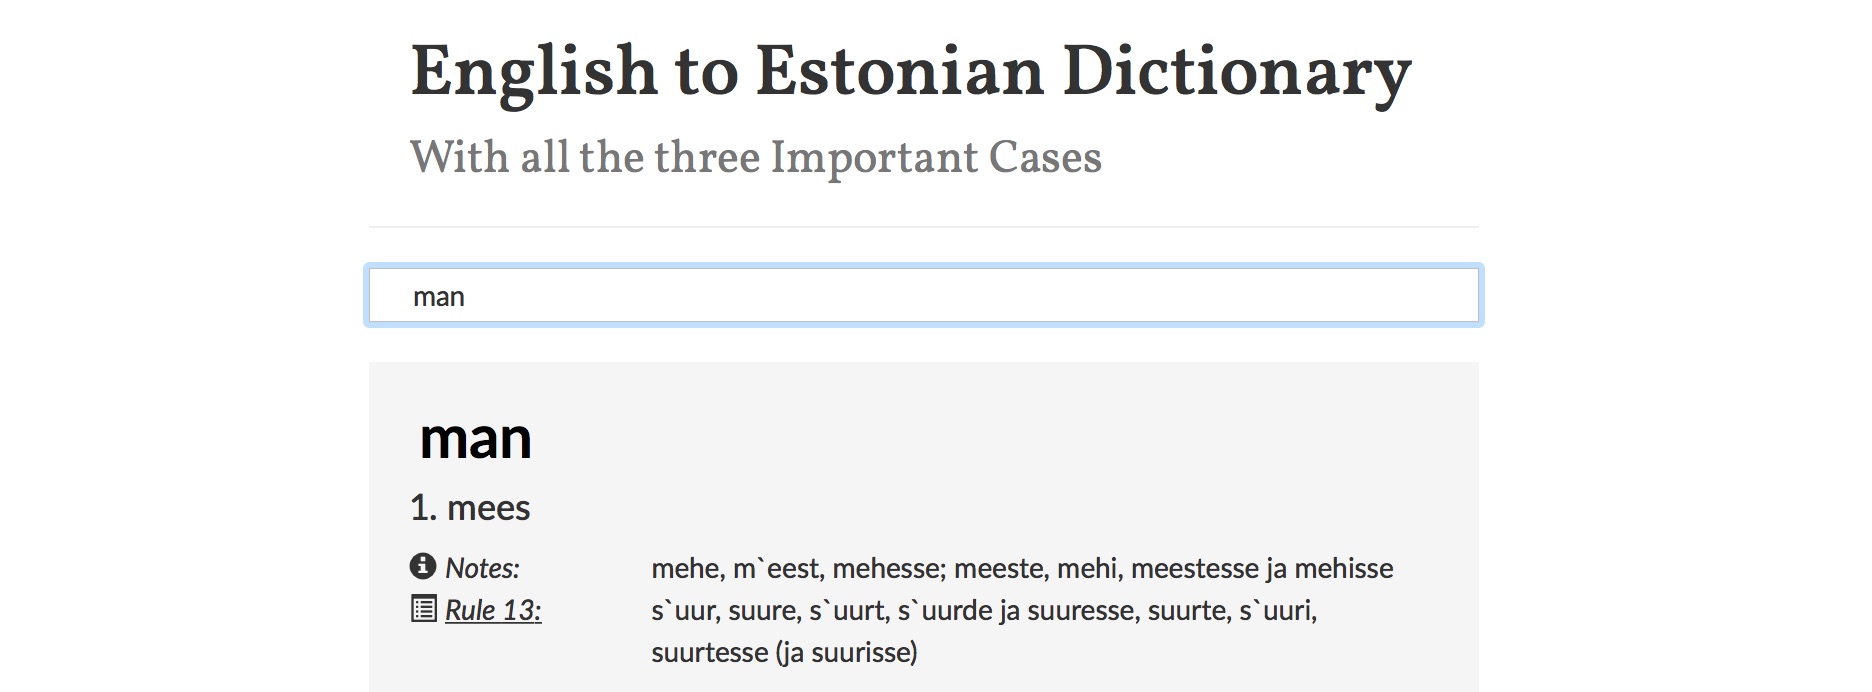 English to Estonian Dictionary
With all the three Important Cases
man
man
1. mees
Notes: mehe, m`eest, mehesse; meeste, mehi, meestesse ja mehisse
Rule 13: s`uur, suure, s`uurt, s`uurde ja suuresse, suurte, s`uuri,
suurtesse (ja suurisse)